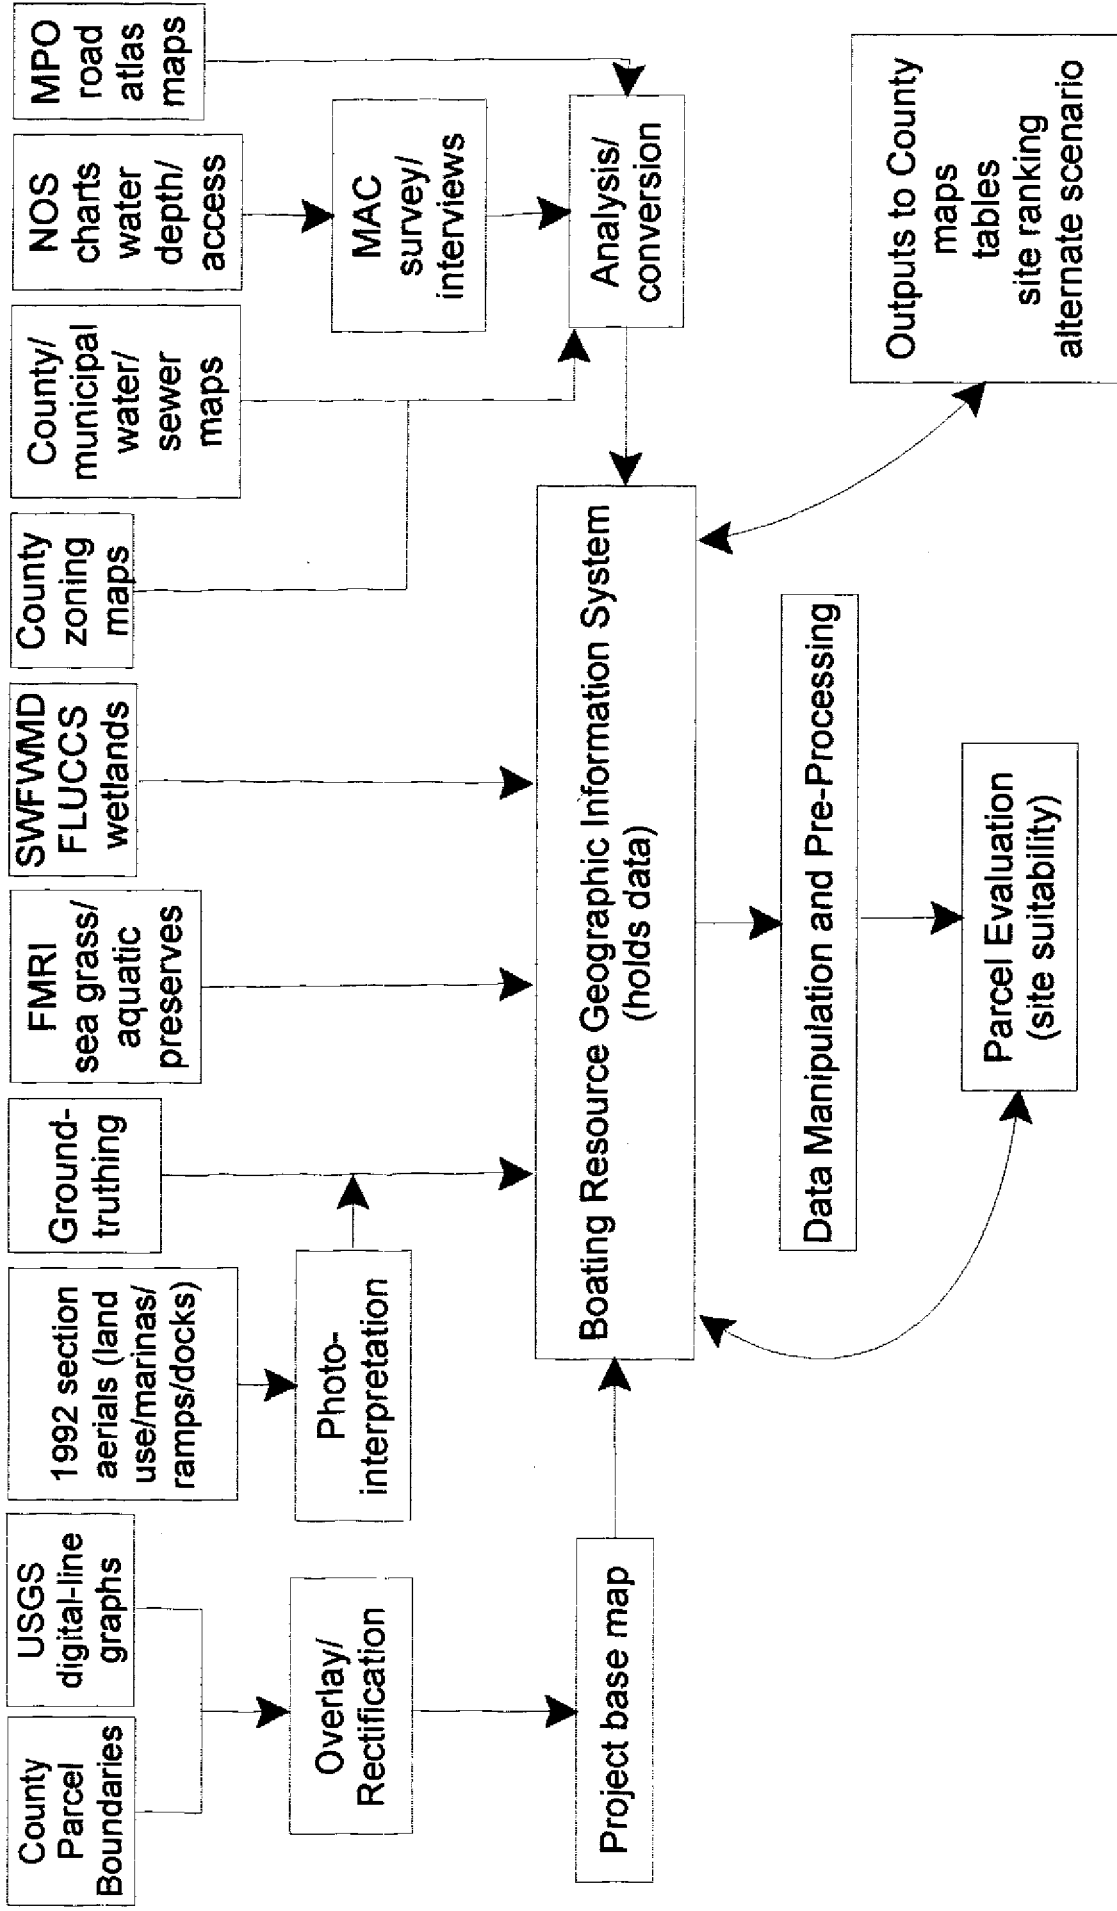 County
Parcel
Boundaries
USGS
digital-line
graphs
1992 section
aerials (land
use/marinas/
ramps/docks)
Ground-
truthing
FMRI
sea grass/
aquatic
preserves
SWFWMD
FLUCCS
wetlands
County
zoning
maps
County/
municipal
water/
sewer
maps
NOS
charts
water
depth/
access
MPO
road
atlas
maps
Overlay/
Rectification
Photo-
interpretation
MAC
survey/
interviews
Project base map
Boating Resource Geographic Information System
(holds data)
Analysis/
conversion
Data Manipulation and Pre-Processing
Parcel Evaluation
(site suitability)
Outputs to County
maps
tables
site ranking
alternate scenario